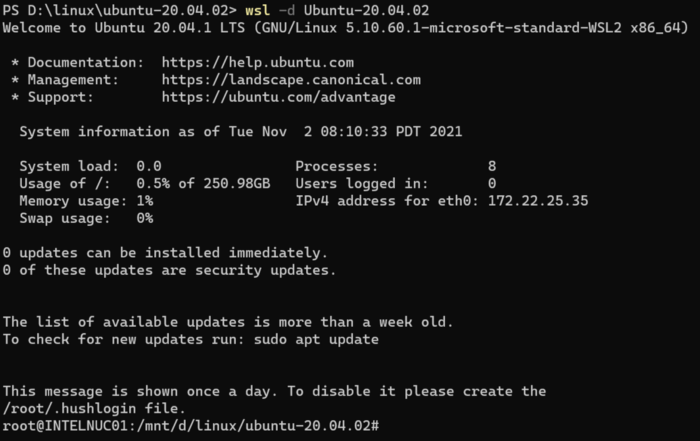 PS D:\linux\ubuntu-20.04.02> wsl -d Ubuntu-20.04.02
Welcome to Ubuntu 20.04.1 LTS (GNU/Linux 5.10.60.1-microsoft-standard-WSL2 x86_64)
* Documentation:  https://help.ubuntu.com
* Management:     https://landscape.canonical.com
* Support:        https://ubuntu.com/advantage
System information as of Tue Nov  2 08:10:33 PDT 2021
System load:  0.0                Processes:             8
Usage of /:   0.5% of 250.98GB   Users logged in:       0
Memory usage: 1%                 IPv4 address for eth0: 172.22.25.35
Swap usage:   0%
0 updates can be installed immediately.
0 of these updates are security updates.
The list of available updates is more than a week old.
To check for new updates run: sudo apt update
This message is shown once a day. To disable it please create the
/root/.hushlogin file.
root@INTELNUC01:/mnt/d/linux/ubuntu-20.04.02#